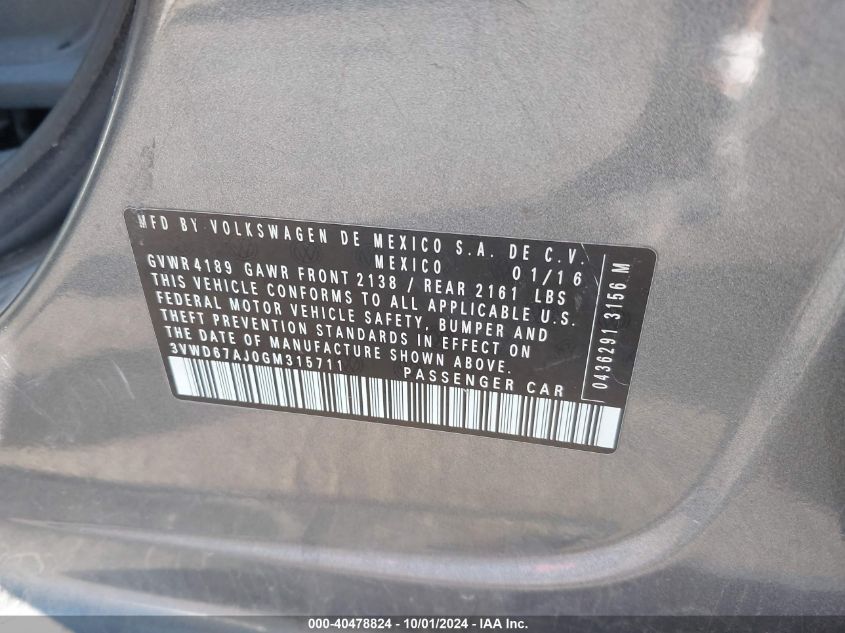 MFD BY VOLKSWAGEN DE MEXICO S.A. DE C.V.
MEXICO 01/16
GVWR4189 GAWR FRONT 2138 / REAR 2161 LBS
THIS VEHICLE CONFORMS TO ALL APPLICABLE U.S.
FEDERAL MOTOR VEHICLE SAFETY, BUMPER AND
THEFT PREVENTION STANDARDS IN EFFECT ON
THE DATE OF MANUFACTURE SHOWN ABOVE.
3VWD67AJ0GM315711 PASSENGER CAR
0436291 3156 M
000-40478824 - 10/01/2024 - IAA Inc.